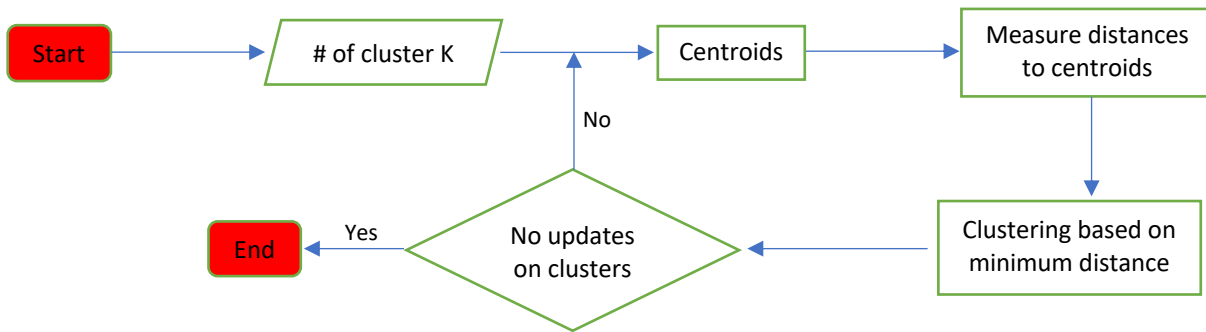 Start
# of cluster K
Centroids
Measure distances
to centroids
No
Clustering based on
minimum distance
No updates
on clusters
Yes
End